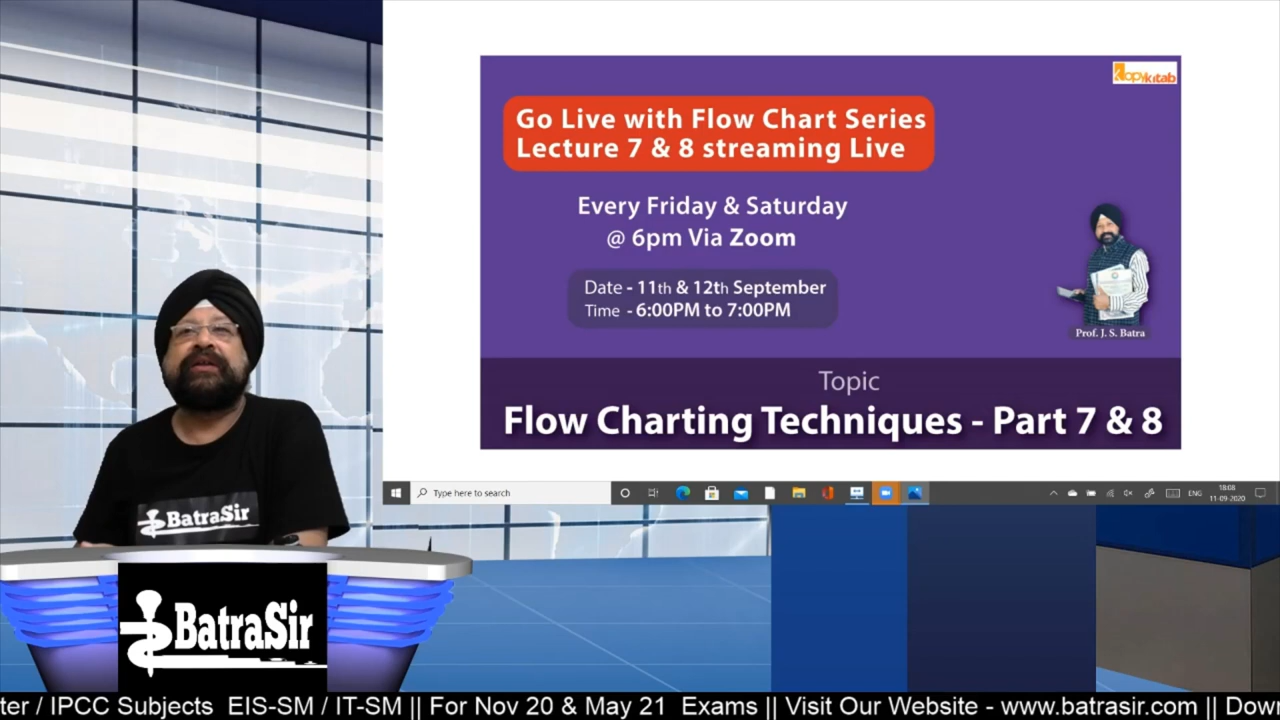 Kopykitab
Go Live with Flow Chart Series
Lecture 7 & 8 streaming Live
Every Friday & Saturday
@ 6pm Via Zoom
Date - 11th & 12th September
Time - 6:00PM to 7:00PM
Prof. J. S. Batra
Topic
Flow Charting Techniques - Part 7 & 8
Type here to search
ENG
18:08
11-09-2020
BatraSir
BatraSir
ter / IPCC Subjects EIS-SM / IT-SM || For Nov 20 & May 21 Exams || Visit Our Website - www.batrasir.com || Dow